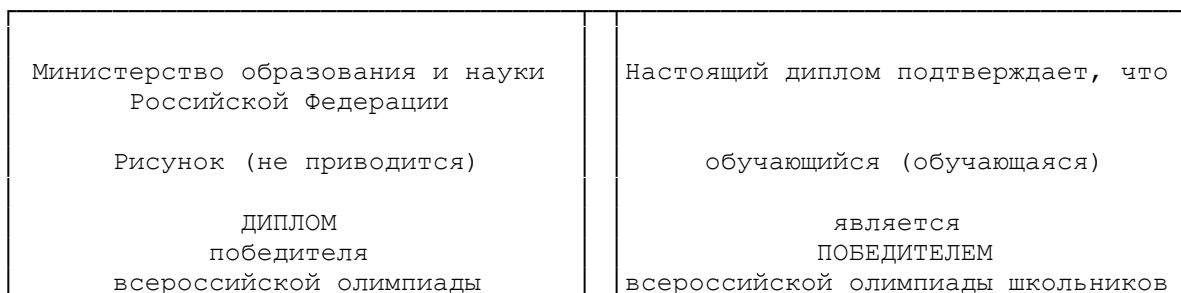 Министерство образования и науки
Российской Федерации
Рисунок (не приводится)
ДИПЛОМ
победителя
всероссийской олимпиады
Настоящий диплом подтверждает, что
обучающийся (обучающаяся)
является
ПОБЕДИТЕЛЕМ
всероссийской олимпиады школьников